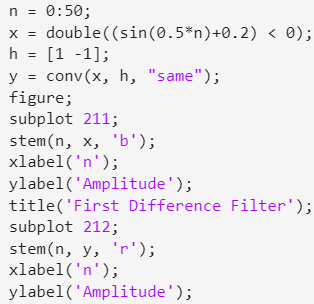 n = 0:50;
x = double((sin(0.5*n)+0.2) < 0);
h = [1 -1];
y = conv(x, h, "same");
figure;
subplot 211;
stem(n, x, 'b');
xlabel('n');
ylabel('Amplitude');
title('First Difference Filter');
subplot 212;
stem(n, y, 'r');
xlabel('n');
ylabel('Amplitude');